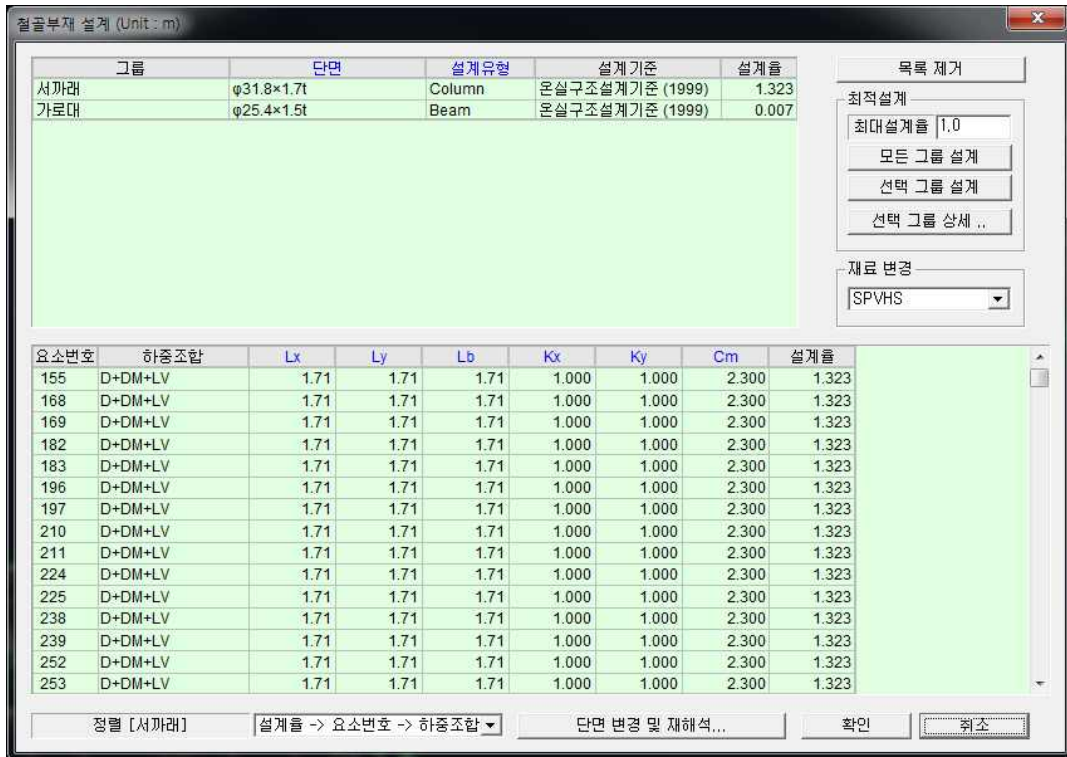 철골부재 설계 (Unit : m)
그룹 단면 설계유형 설계기준 설계율
서까래 φ31.8×1.7t Column 온실구조설계기준 (1999) 1.323
가로대 φ25.4×1.5t Beam 온실구조설계기준 (1999) 0.007
목록 제거
최적설계
최대설계율 1.0
모든 그룹 설계
선택 그룹 설계
선택 그룹 상세 ..
재료 변경
SPVHS
요소번호 하중조합 Lx Ly Lb Kx Ky Cm 설계율
155 D+DM+LV 1.71 1.71 1.71 1.000 1.000 2.300 1.323
168 D+DM+LV 1.71 1.71 1.71 1.000 1.000 2.300 1.323
169 D+DM+LV 1.71 1.71 1.71 1.000 1.000 2.300 1.323
182 D+DM+LV 1.71 1.71 1.71 1.000 1.000 2.300 1.323
183 D+DM+LV 1.71 1.71 1.71 1.000 1.000 2.300 1.323
196 D+DM+LV 1.71 1.71 1.71 1.000 1.000 2.300 1.323
197 D+DM+LV 1.71 1.71 1.71 1.000 1.000 2.300 1.323
210 D+DM+LV 1.71 1.71 1.71 1.000 1.000 2.300 1.323
211 D+DM+LV 1.71 1.71 1.71 1.000 1.000 2.300 1.323
224 D+DM+LV 1.71 1.71 1.71 1.000 1.000 2.300 1.323
225 D+DM+LV 1.71 1.71 1.71 1.000 1.000 2.300 1.323
238 D+DM+LV 1.71 1.71 1.71 1.000 1.000 2.300 1.323
239 D+DM+LV 1.71 1.71 1.71 1.000 1.000 2.300 1.323
252 D+DM+LV 1.71 1.71 1.71 1.000 1.000 2.300 1.323
253 D+DM+LV 1.71 1.71 1.71 1.000 1.000 2.300 1.323
정렬 [서까래] 설계율 -> 요소번호 -> 하중조합 단면 변경 및 재해석... 확인 취소